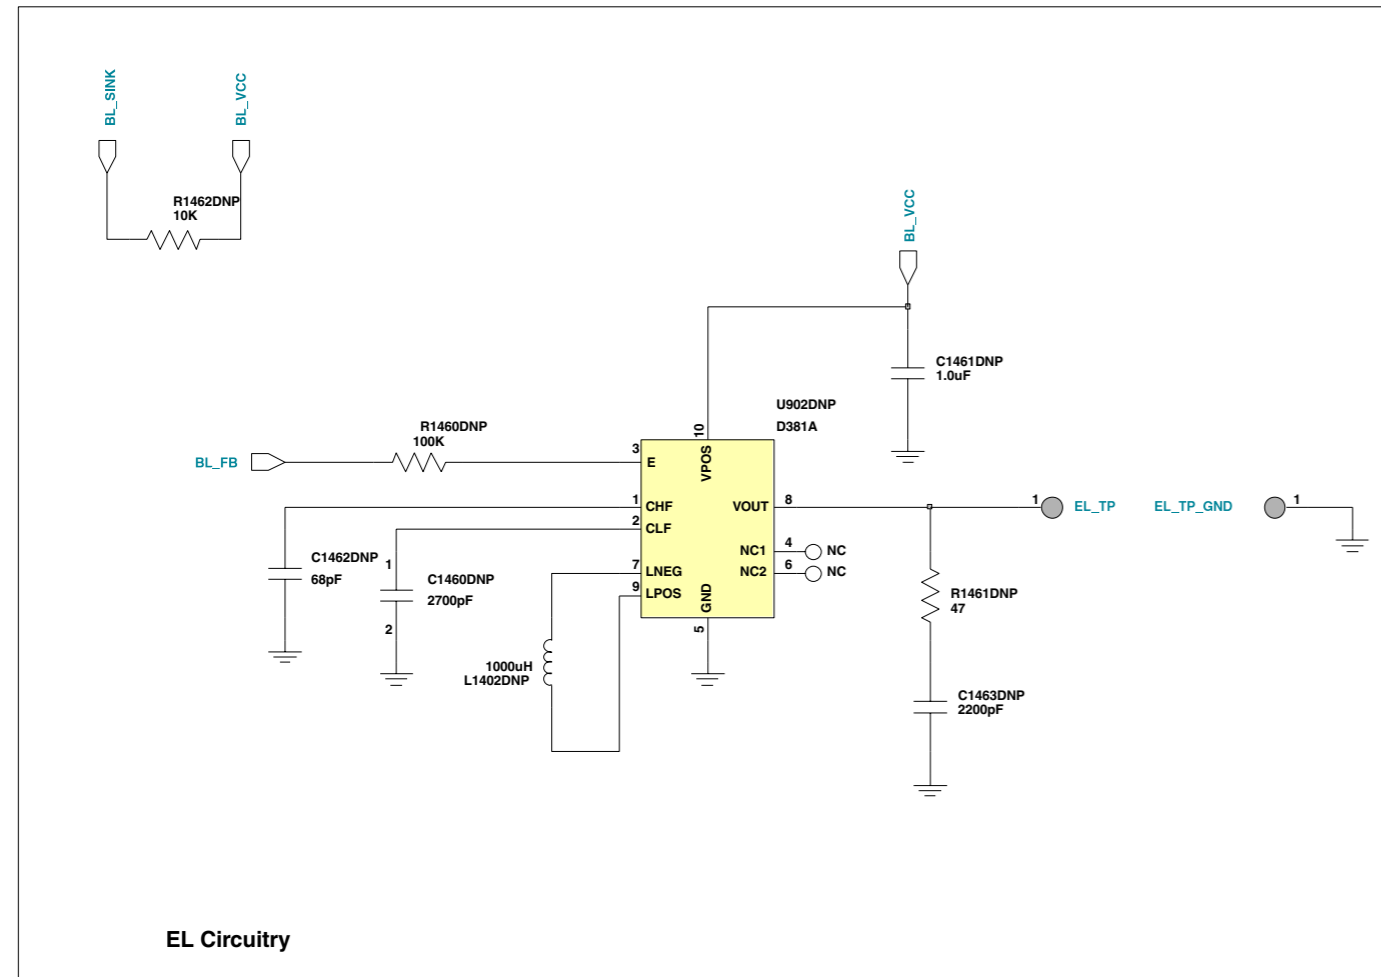 BL_SINK
BL_VCC
R1462DNP
10K
BL_VCC
C1461DNP
1.0uF
U902DNP
D381A
R1460DNP
100K
BL_FB
3
E
10
VPOS
1
CHF
2
CLF
7
LNEG
9
LPOS
VOUT
8
NC1
4
NC
NC2
6
NC
GND
5
1
EL_TP
EL_TP_GND
1
C1462DNP
68pF
1
C1460DNP
2700pF
2
1000uH
L1402DNP
R1461DNP
47
C1463DNP
2200pF
EL Circuitry